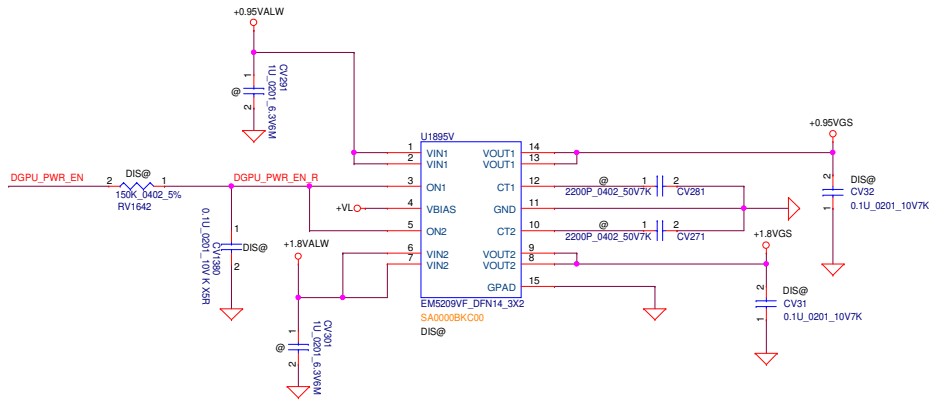 +0.95VALW
1
CV291
1U_0201_6.3V6M
@
2
U1895V
1
VIN1
VOUT1
14
2
VIN1
VOUT1
13
+0.95VGS
DGPU_PWR_EN
2
DIS@
1
150K_0402_5%
RV1642
DGPU_PWR_EN_R
3
ON1
CT1
12
@
2200P_0402_50V7K
1
2
CV281
2
DIS@
CV32
1
0.1U_0201_10V7K
+VL
4
VBIAS
GND
11
1
DIS@
2
CV1380
0.1U_0201_10V K X5R
5
ON2
CT2
10
@
2200P_0402_50V7K
1
2
CV271
+1.8VALW
6
VIN2
VOUT2
9
7
VIN2
VOUT2
8
+1.8VGS
GPAD
15
EM5209VF_DFN14_3X2
SA0000BKC00
DIS@
2
DIS@
CV31
1
0.1U_0201_10V7K
1
CV301
1U_0201_6.3V6M
@
2